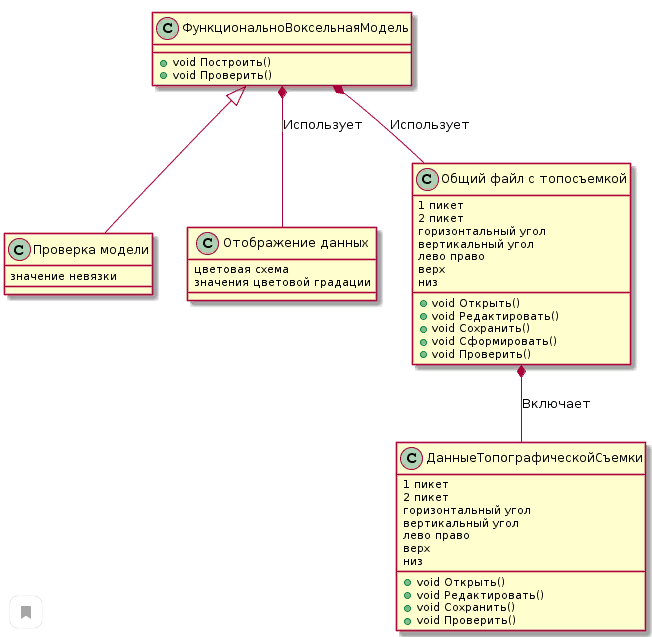 C ФункциональноВоксельнаяМодель
void Построить()
void Проверить()
Использует
Использует
C Общий файл с топосъемкой
1 пикет
2 пикет
горизонтальный угол
вертикальный угол
лево право
верх
низ
void Открыть()
void Редактировать()
void Сохранить()
void Сформировать()
void Проверить()
C Проверка модели
значение невязки
C Отображение данных
цветовая схема
значения цветовой градации
Включает
C ДанныеТопографическойСъемки
1 пикет
2 пикет
горизонтальный угол
вертикальный угол
лево право
верх
низ
void Открыть()
void Редактировать()
void Сохранить()
void Проверить()